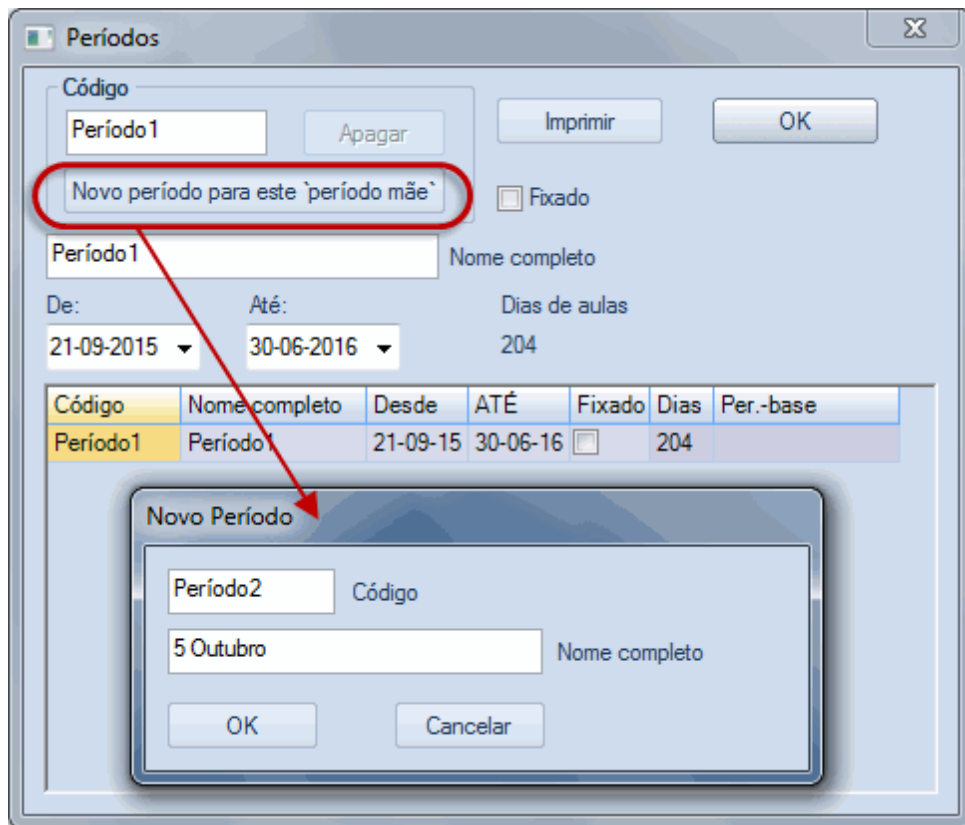 Períodos
Código
Período1 Apagar Imprimir OK
Novo período para este `período mãe` Fixado
Período1 Nome completo
De: Até: Dias de aulas
21-09-2015 30-06-2016 204
Código Nome completo Desde ATÉ Fixado Dias Per.-base
Período1 Período1 21-09-15 30-06-16 204
Novo Período
Período2 Código
5 Outubro Nome completo
OK Cancelar